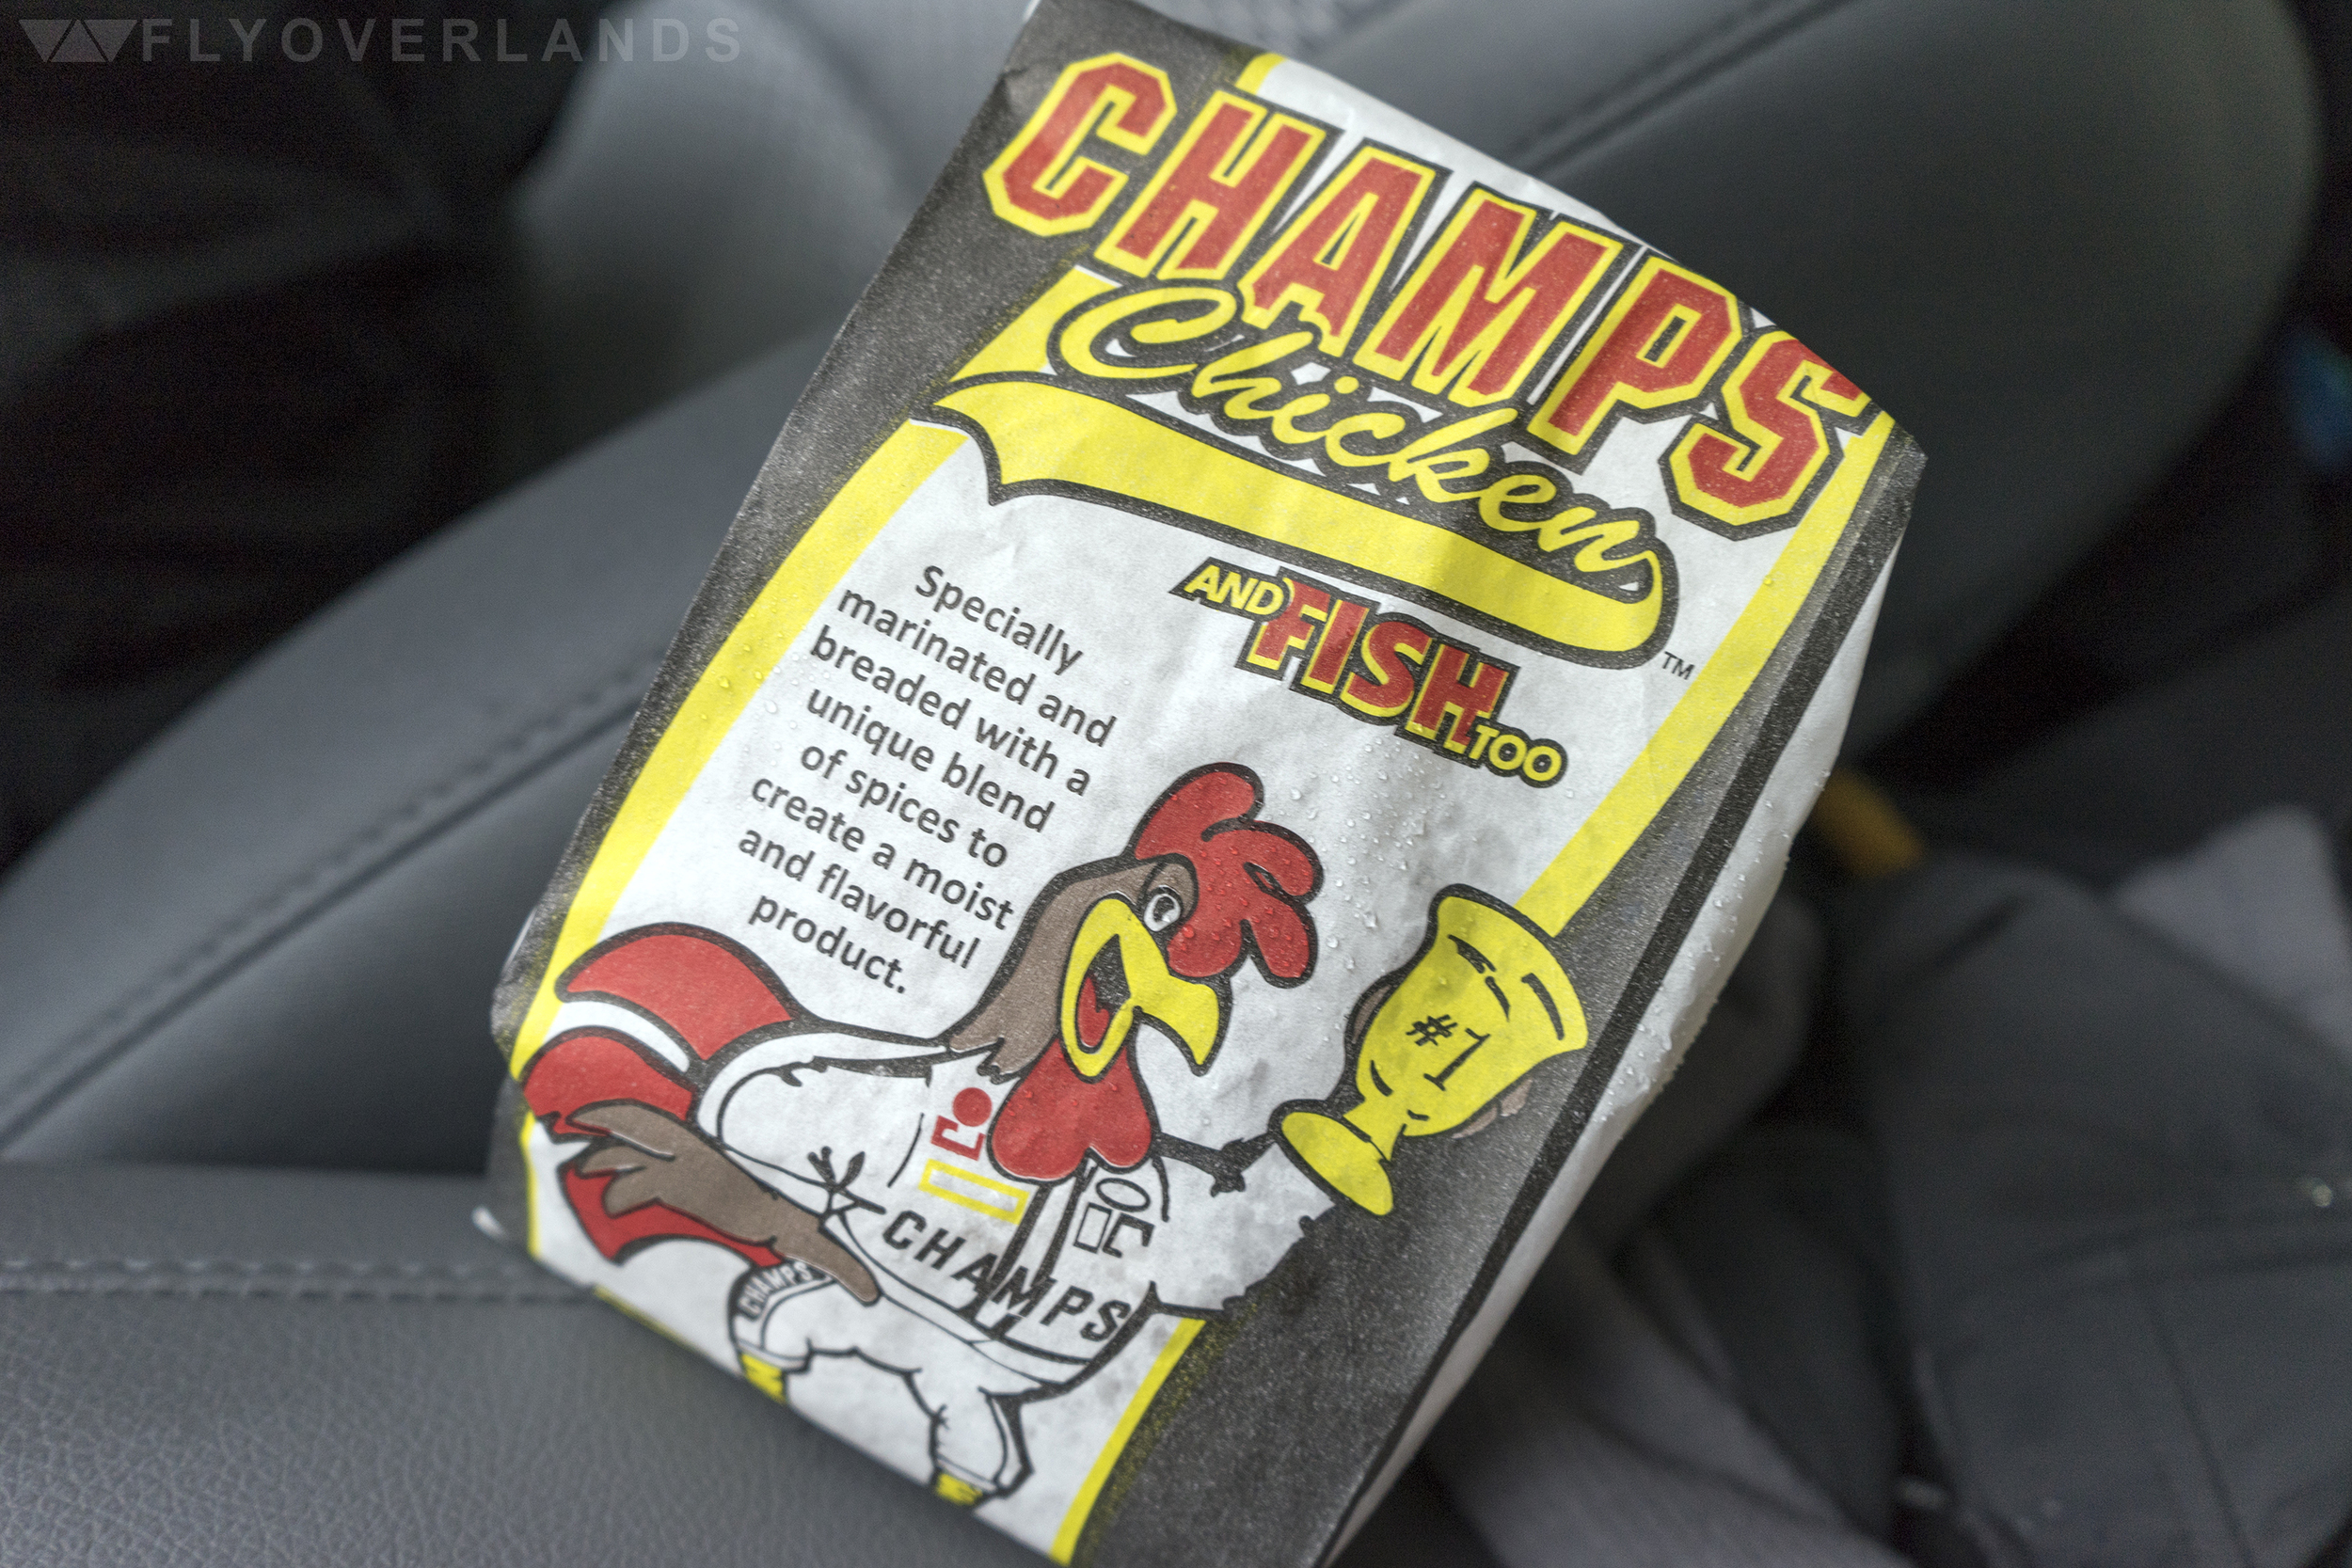 FLYOVERLANDS
CHAMPS
Chicken
AND FISH TOO
TM
Specially
marinated and
breaded with a
unique blend
of spices to
create a moist
and flavorful
product.
#1
CHAMPS
CHAMPS